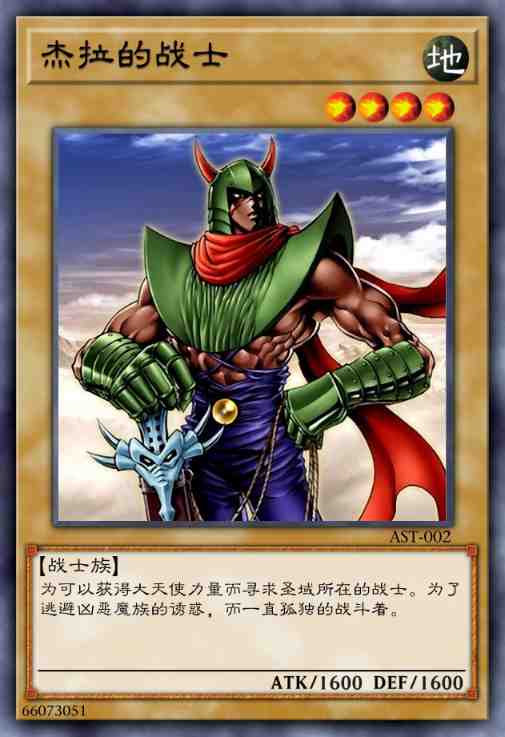 杰拉的战士
地
AST-002
【战士族】
为可以获得大天使力量而寻求圣域所在的战士。为了
逃避凶恶魔族的诱惑，而一直孤独的战斗着。
ATK/1600 DEF/1600
66073051